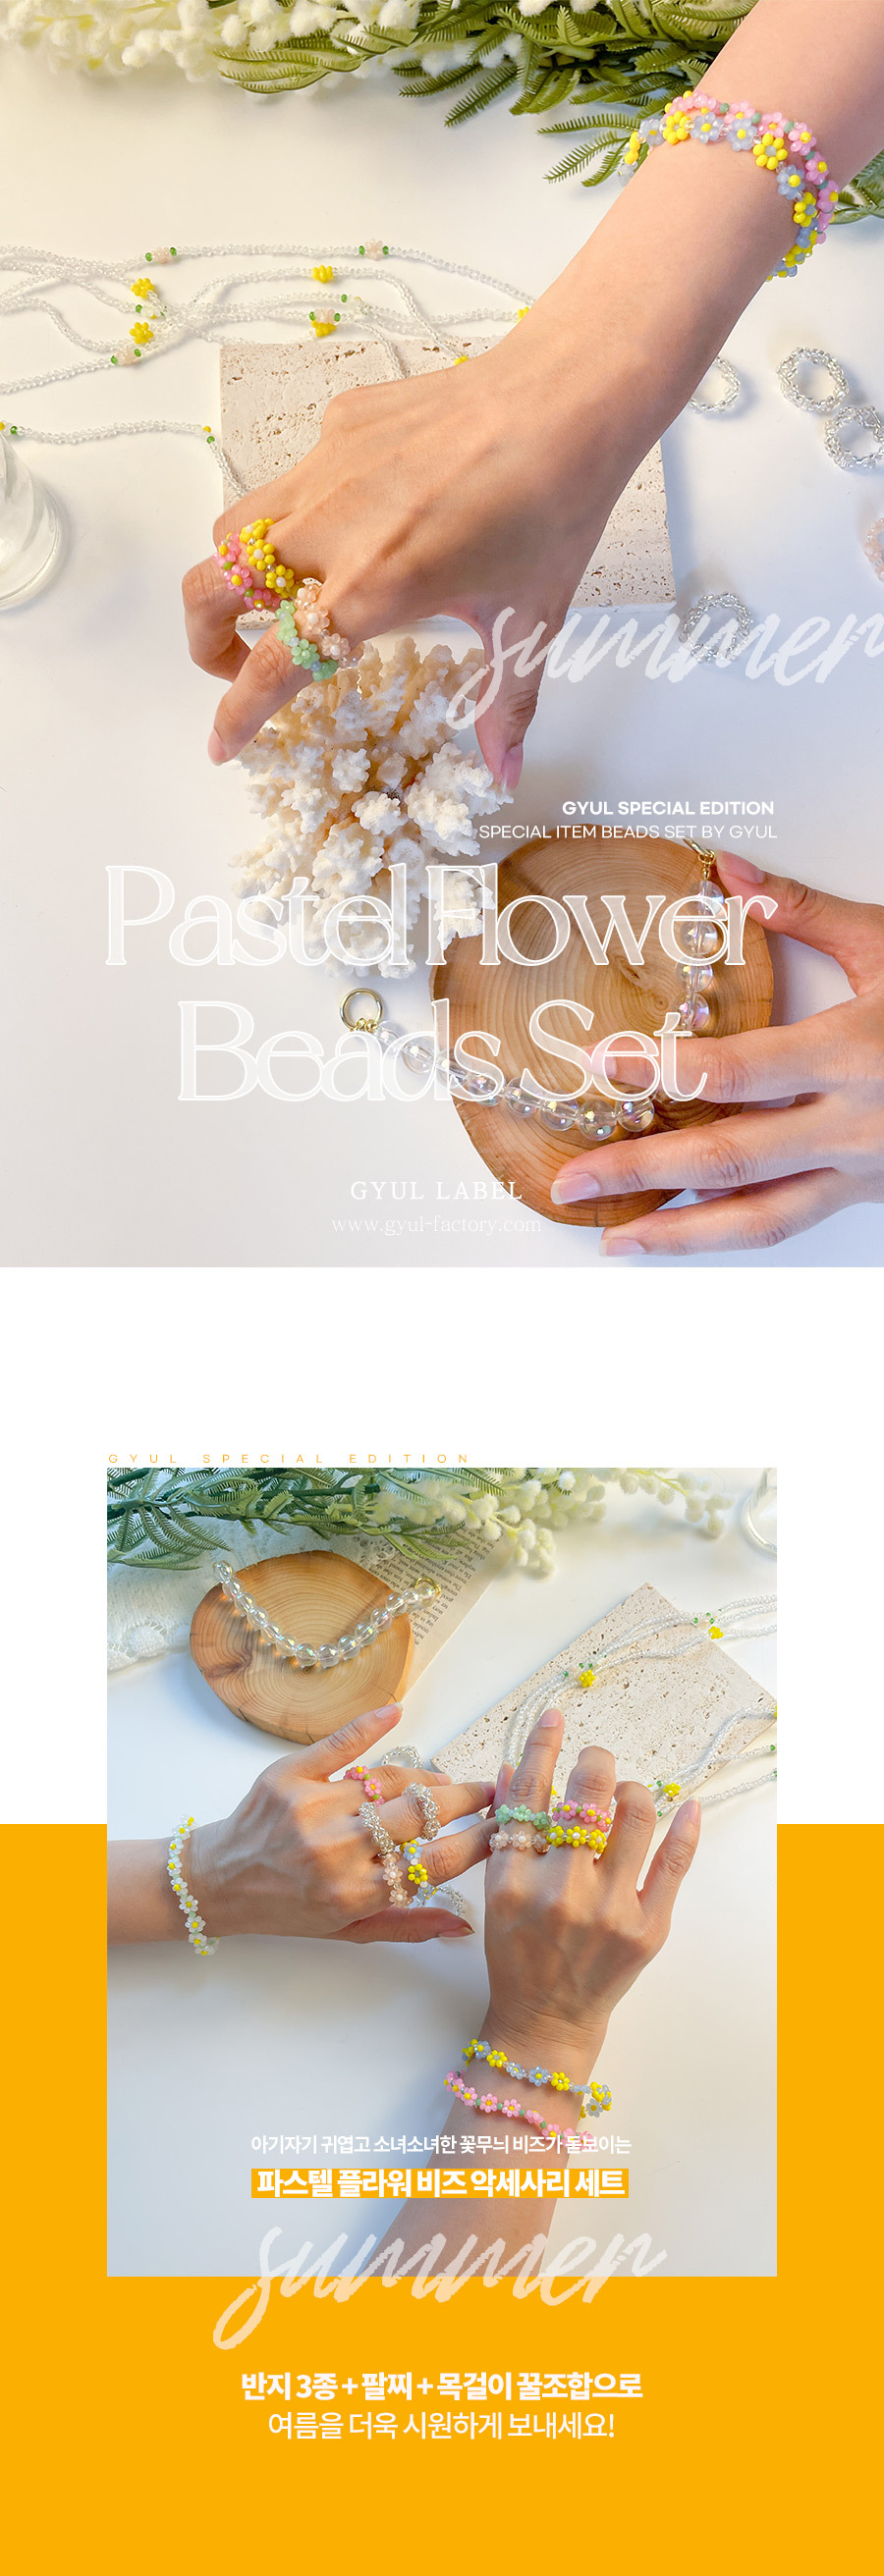 summer
GYUL SPECIAL EDITION
SPECIAL ITEM BEADS SET BY GYUL
Pastel Flower
Beads Set
GYUL LABEL
www.gyul-factory.com
GYUL SPECIAL EDITION
아기자기 귀엽고 소녀소녀한 꽃무늬 비즈가 돋보이는
파스텔 플라워 비즈 악세사리 세트
summer
반지 3종 + 팔찌 + 목걸이 꿀조합으로
여름을 더욱 시원하게 보내세요!